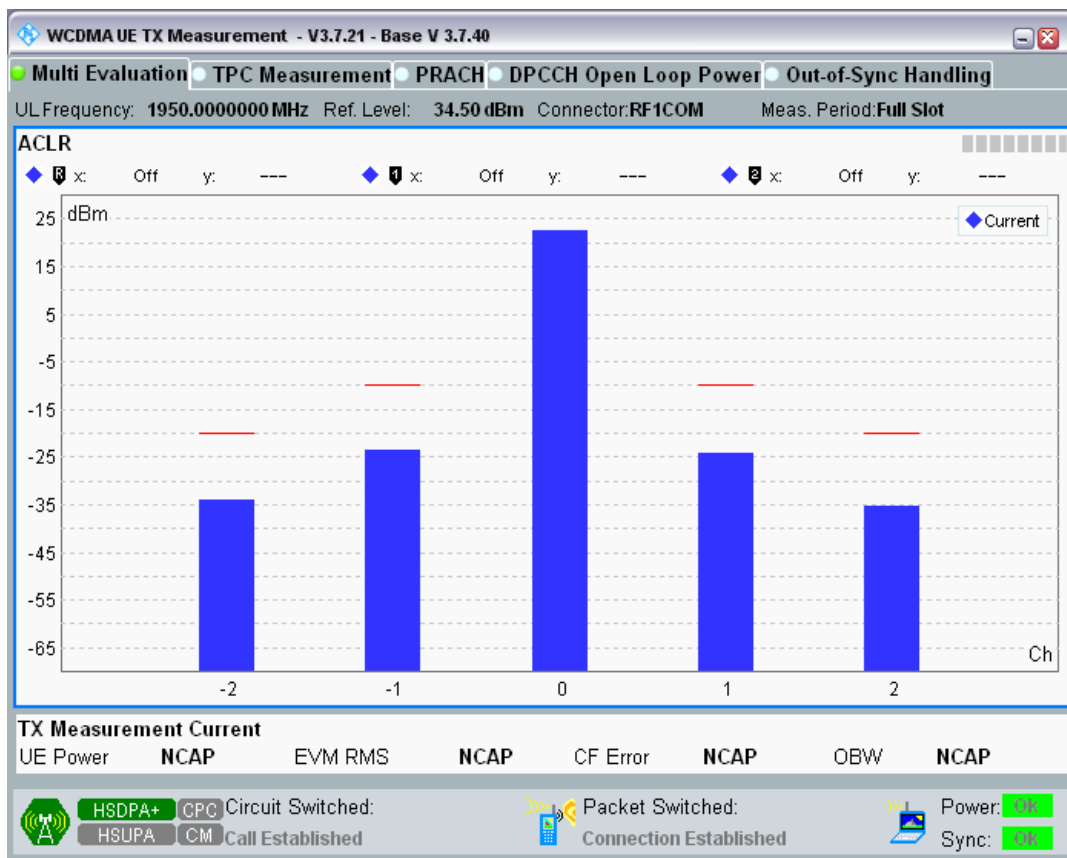 WCDMA UE TX Measurement - V3.7.21 - Base V 3.7.40
Multi Evaluation TPC Measurement PRACH DPCCH Open Loop Power Out-of-Sync Handling
UL Frequency: 1950.0000000 MHz Ref. Level: 34.50 dBm Connector:RF1COM Meas. Period:Full Slot
ACLR
R x: Off y: --- 1 x: Off y: --- 2 x: Off y: ---
dBm
Current
25
15
5
-5
-15
-25
-35
-45
-55
-65
Ch
-2 -1 0 1 2
TX Measurement Current
UE Power NCAP EVM RMS NCAP CF Error NCAP OBW NCAP
HSDPA+ CPC Circuit Switched: Packet Switched: Power: Ok
HSUPA CM Call Established Connection Established Sync: Ok